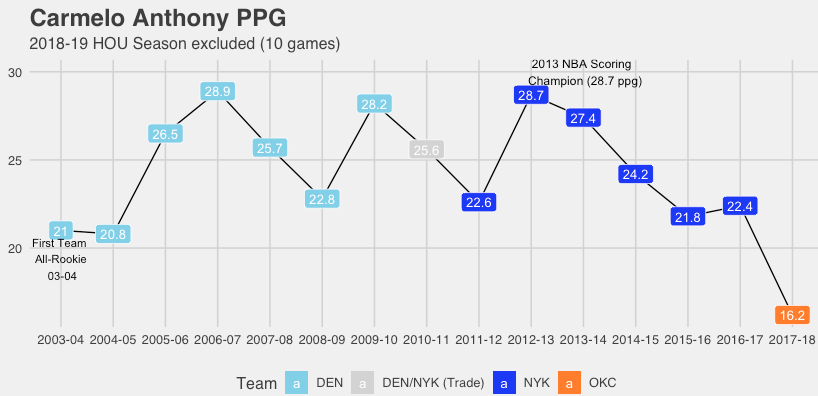 Carmelo Anthony PPG
2018-19 HOU Season excluded (10 games)
30
25
20
2013 NBA Scoring
Champion (28.7 ppg)
21
20.8
26.5
28.9
25.7
22.8
28.2
25.6
22.6
28.7
27.4
24.2
21.8
22.4
16.2
First Team
All-Rookie
03-04
2003-04 2004-05 2005-06 2006-07 2007-08 2008-09 2009-10 2010-11 2011-12 2012-13 2013-14 2014-15 2015-16 2016-17 2017-18
Team a DEN a DEN/NYK (Trade) a NYK a OKC